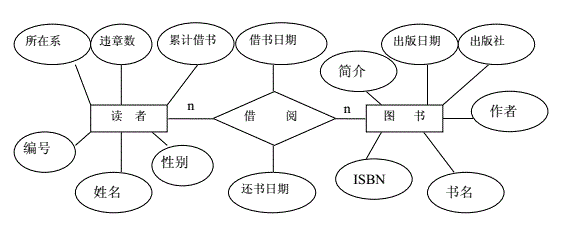 所在系
违章数
累计借书
借书日期
出版日期
出版社
简介
读 者
n
借 阅
n
图 书
作者
编号
性别
姓名
还书日期
ISBN
书名